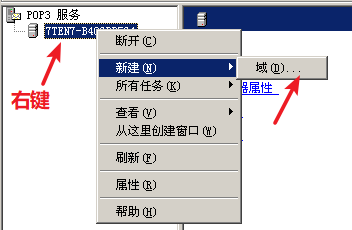 POP3 服务
7TEN7-B
断开(C)
右键
新建(N)
域(D)...
所有任务(K)
器属性
查看(V)
从这里创建窗口(W)
刷新(F)
属性(R)
帮助(H)